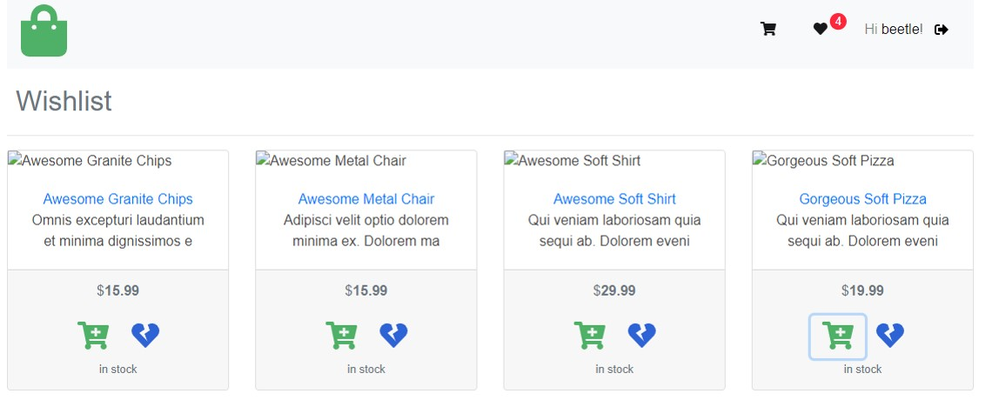 4
Hi beetle!
Wishlist
Awesome Granite Chips
Awesome Metal Chair
Awesome Soft Shirt
Gorgeous Soft Pizza
Awesome Granite Chips
Omnis excepturi laudantium
et minima dignissimos e
$15.99
in stock
Awesome Metal Chair
Adipisci velit optio dolorem
minima ex. Dolorem ma
$15.99
in stock
Awesome Soft Shirt
Qui veniam laboriosam quia
sequi ab. Dolorem eveni
$29.99
in stock
Gorgeous Soft Pizza
Qui veniam laboriosam quia
sequi ab. Dolorem eveni
$19.99
in stock